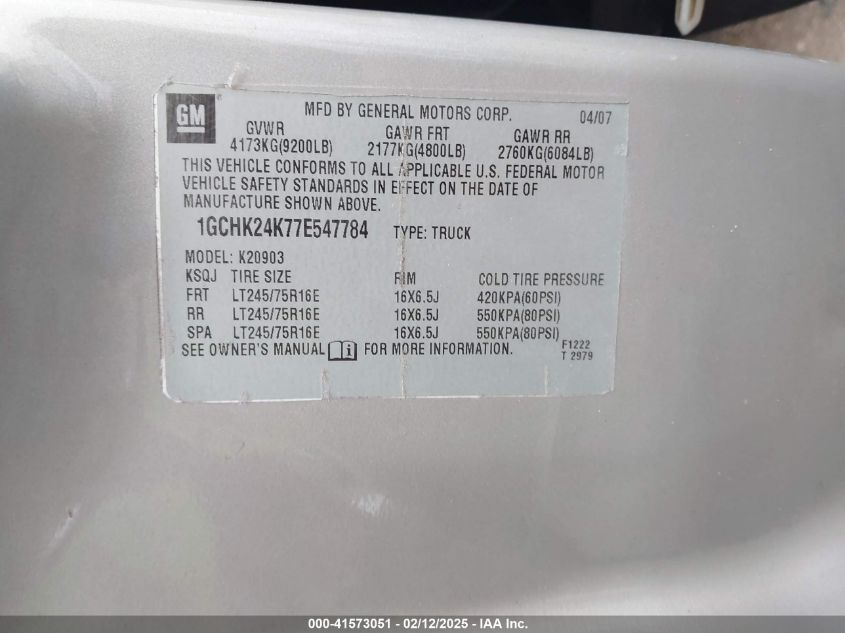 GM
MFD BY GENERAL MOTORS CORP. 04/07
GVWR GAWR FRT GAWR RR
4173KG(9200LB) 2177KG(4800LB) 2760KG(6084LB)
THIS VEHICLE CONFORMS TO ALL APPLICABLE U.S. FEDERAL MOTOR
VEHICLE SAFETY STANDARDS IN EFFECT ON THE DATE OF
MANUFACTURE SHOWN ABOVE.
1GCHK24K77E547784 TYPE: TRUCK
MODEL: K20903
KSQJ TIRE SIZE RIM COLD TIRE PRESSURE
FRT LT245/75R16E 16X6.5J 420KPA(60PSI)
RR LT245/75R16E 16X6.5J 550KPA(80PSI)
SPA LT245/75R16E 16X6.5J 550KPA(80PSI)
SEE OWNER'S MANUAL FOR MORE INFORMATION. F1222
T 2979
000-41573051 - 02/12/2025 - IAA Inc.